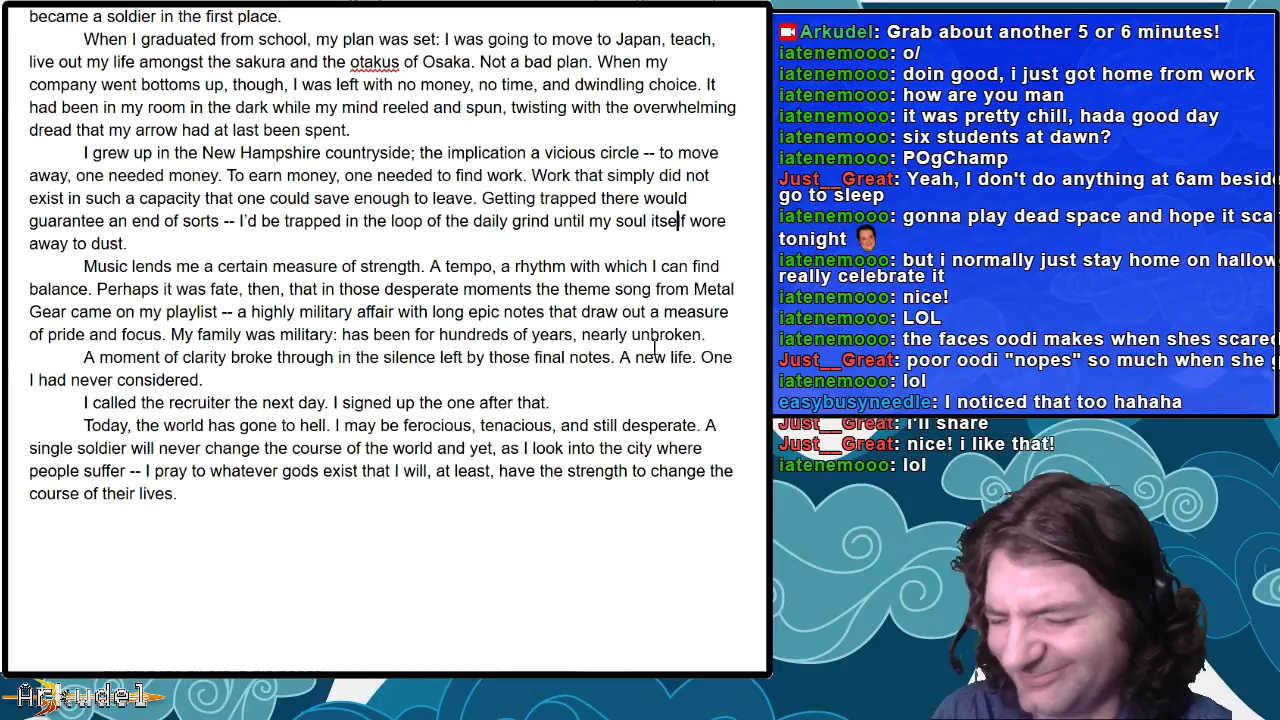 became a soldier in the first place.
When I graduated from school, my plan was set: I was going to move to Japan, teach,
live out my life amongst the sakura and the otakus of Osaka. Not a bad plan. When my
company went bottoms up, though, I was left with no money, no time, and dwindling choice. It
had been in my room in the dark while my mind reeled and spun, twisting with the overwhelming
dread that my arrow had at last been spent.
I grew up in the New Hampshire countryside; the implication a vicious circle -- to move
away, one needed money. To earn money, one needed to find work. Work that simply did not
exist in such a capacity that one could save enough to leave. Getting trapped there would
guarantee an end of sorts -- I'd be trapped in the loop of the daily grind until my soul itself wore
away to dust.
Music lends me a certain measure of strength. A tempo, a rhythm with which I can find
balance. Perhaps it was fate, then, that in those desperate moments the theme song from Metal
Gear came on my playlist -- a highly military affair with long epic notes that draw out a measure
of pride and focus. My family was military: has been for hundreds of years, nearly unbroken.
A moment of clarity broke through in the silence left by those final notes. A new life. One
I had never considered.
I called the recruiter the next day. I signed up the one after that.
Today, the world has gone to hell. I may be ferocious, tenacious, and still desperate. A
single soldier will never change the course of the world and yet, as I look into the city where
people suffer -- I pray to whatever gods exist that I will, at least, have the strength to change the
course of their lives.
Arkudel: Grab about another 5 or 6 minutes!
iatenemooo: o/
iatenemooo: doin good, i just got home from work
iatenemooo: how are you man
iatenemooo: it was pretty chill, hada good day
iatenemooo: six students at dawn?
iatenemooo: POgChamp
Just__Great: Yeah, I don't do anything at 6am besid
go to sleep
iatenemooo: gonna play dead space and hope it sca
tonight
iatenemooo: but i normally just stay home on hallow
really celebrate it
iatenemooo: nice!
iatenemooo: LOL
iatenemooo: the faces oodi makes when shes scared
Just__Great: poor oodi "nopes" so much when she g
iatenemooo: lol
easybusyneedle: I noticed that too hahaha
Just__Great: I'll share
Just__Great: nice! i like that!
iatenemooo: lol
Arkudel